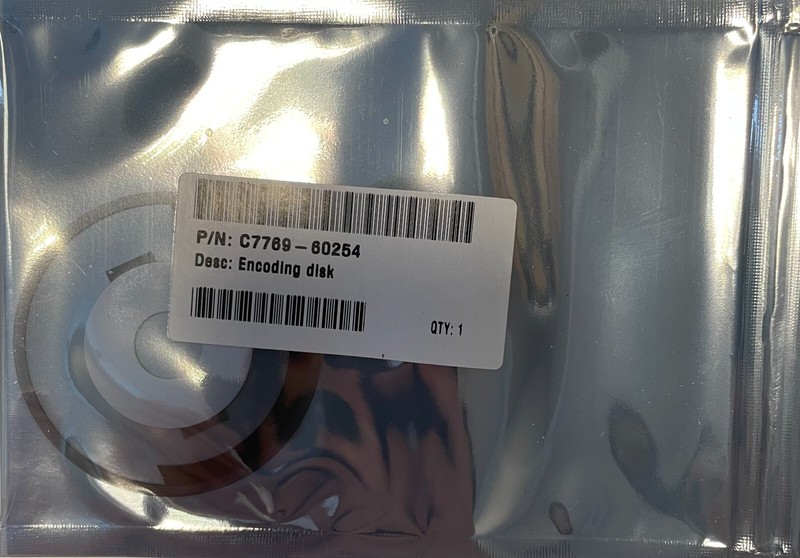 P/N: C7769-60254
Desc: Encoding disk
QTY: 1